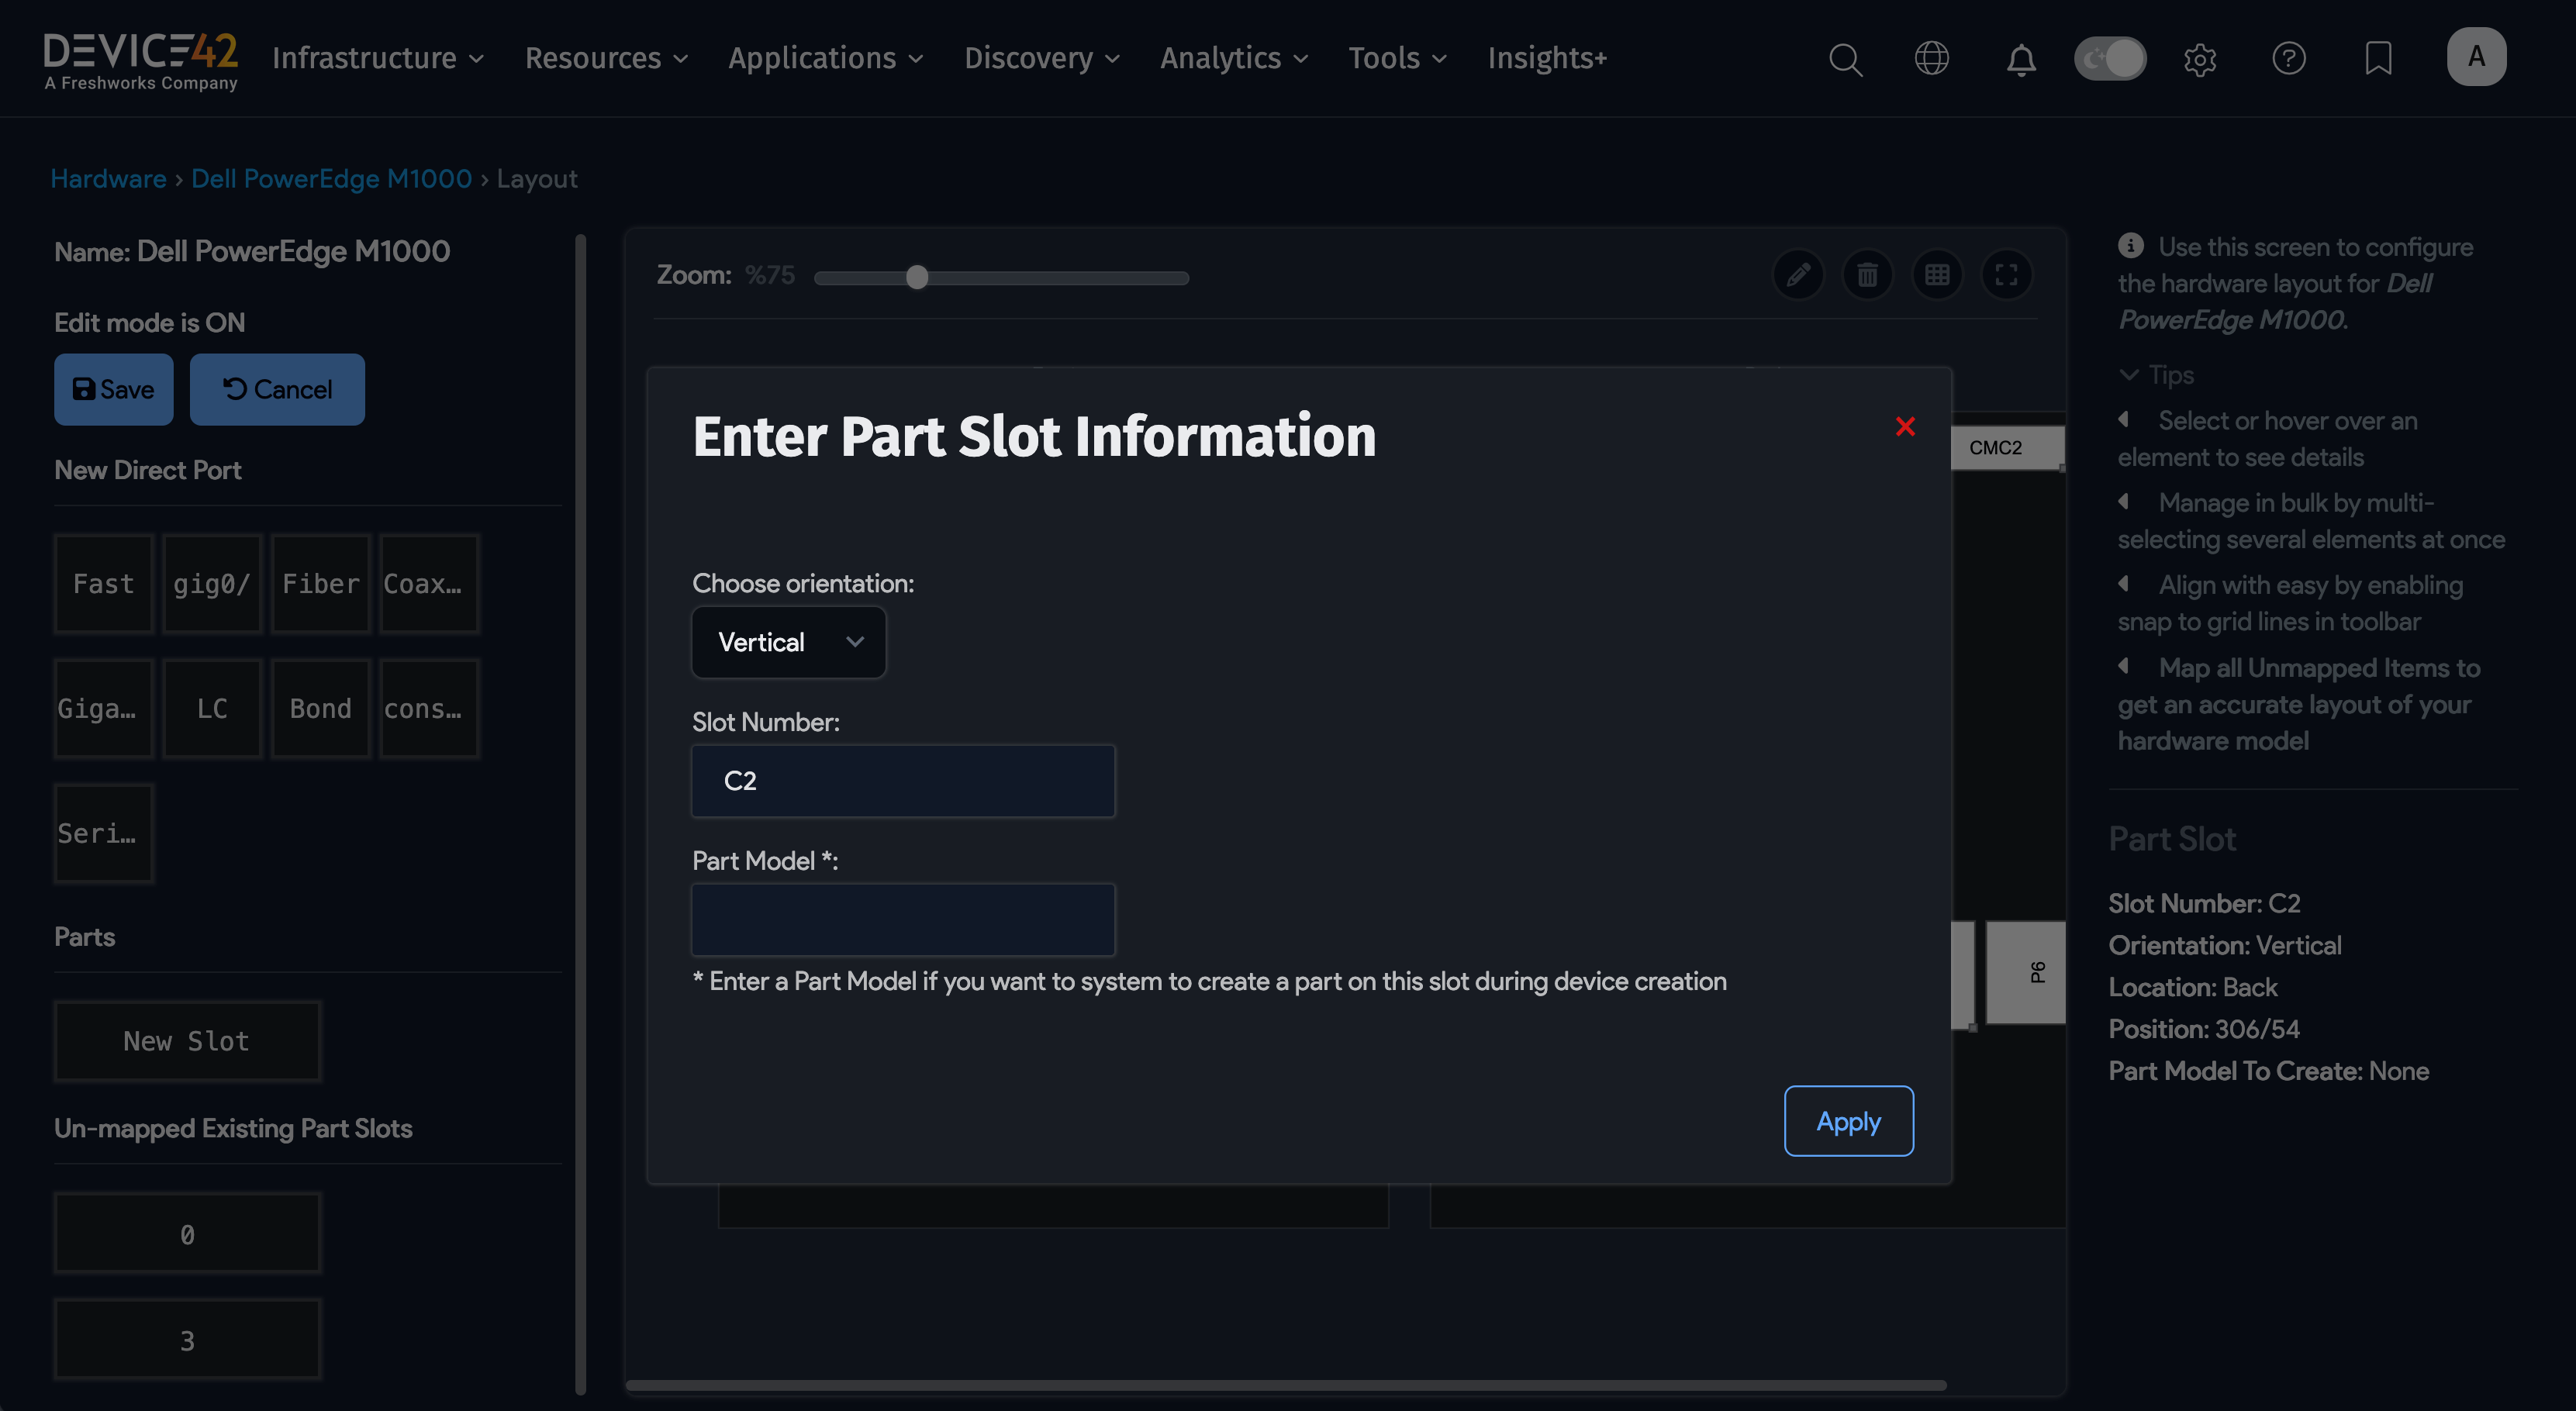 DEVICE42
A Freshworks Company
Infrastructure
Resources
Applications
Discovery
Analytics
Tools
Insights+
A
Hardware › Dell PowerEdge M1000 › Layout
Name: Dell PowerEdge M1000
Edit mode is ON
Save
Cancel
New Direct Port
Fast
gig0/
Fiber
Coax…
Giga…
LC
Bond
cons…
Seri…
Parts
New Slot
Un-mapped Existing Part Slots
0
3
Zoom: %75
CMC2
P6
Enter Part Slot Information
Choose orientation:
Vertical
Slot Number:
C2
Part Model *:
* Enter a Part Model if you want to system to create a part on this slot during device creation
Apply
Use this screen to configure
the hardware layout for Dell
PowerEdge M1000.
Tips
Select or hover over an
element to see details
Manage in bulk by multi-
selecting several elements at once
Align with easy by enabling
snap to grid lines in toolbar
Map all Unmapped Items to
get an accurate layout of your
hardware model
Part Slot
Slot Number: C2
Orientation: Vertical
Location: Back
Position: 306/54
Part Model To Create: None